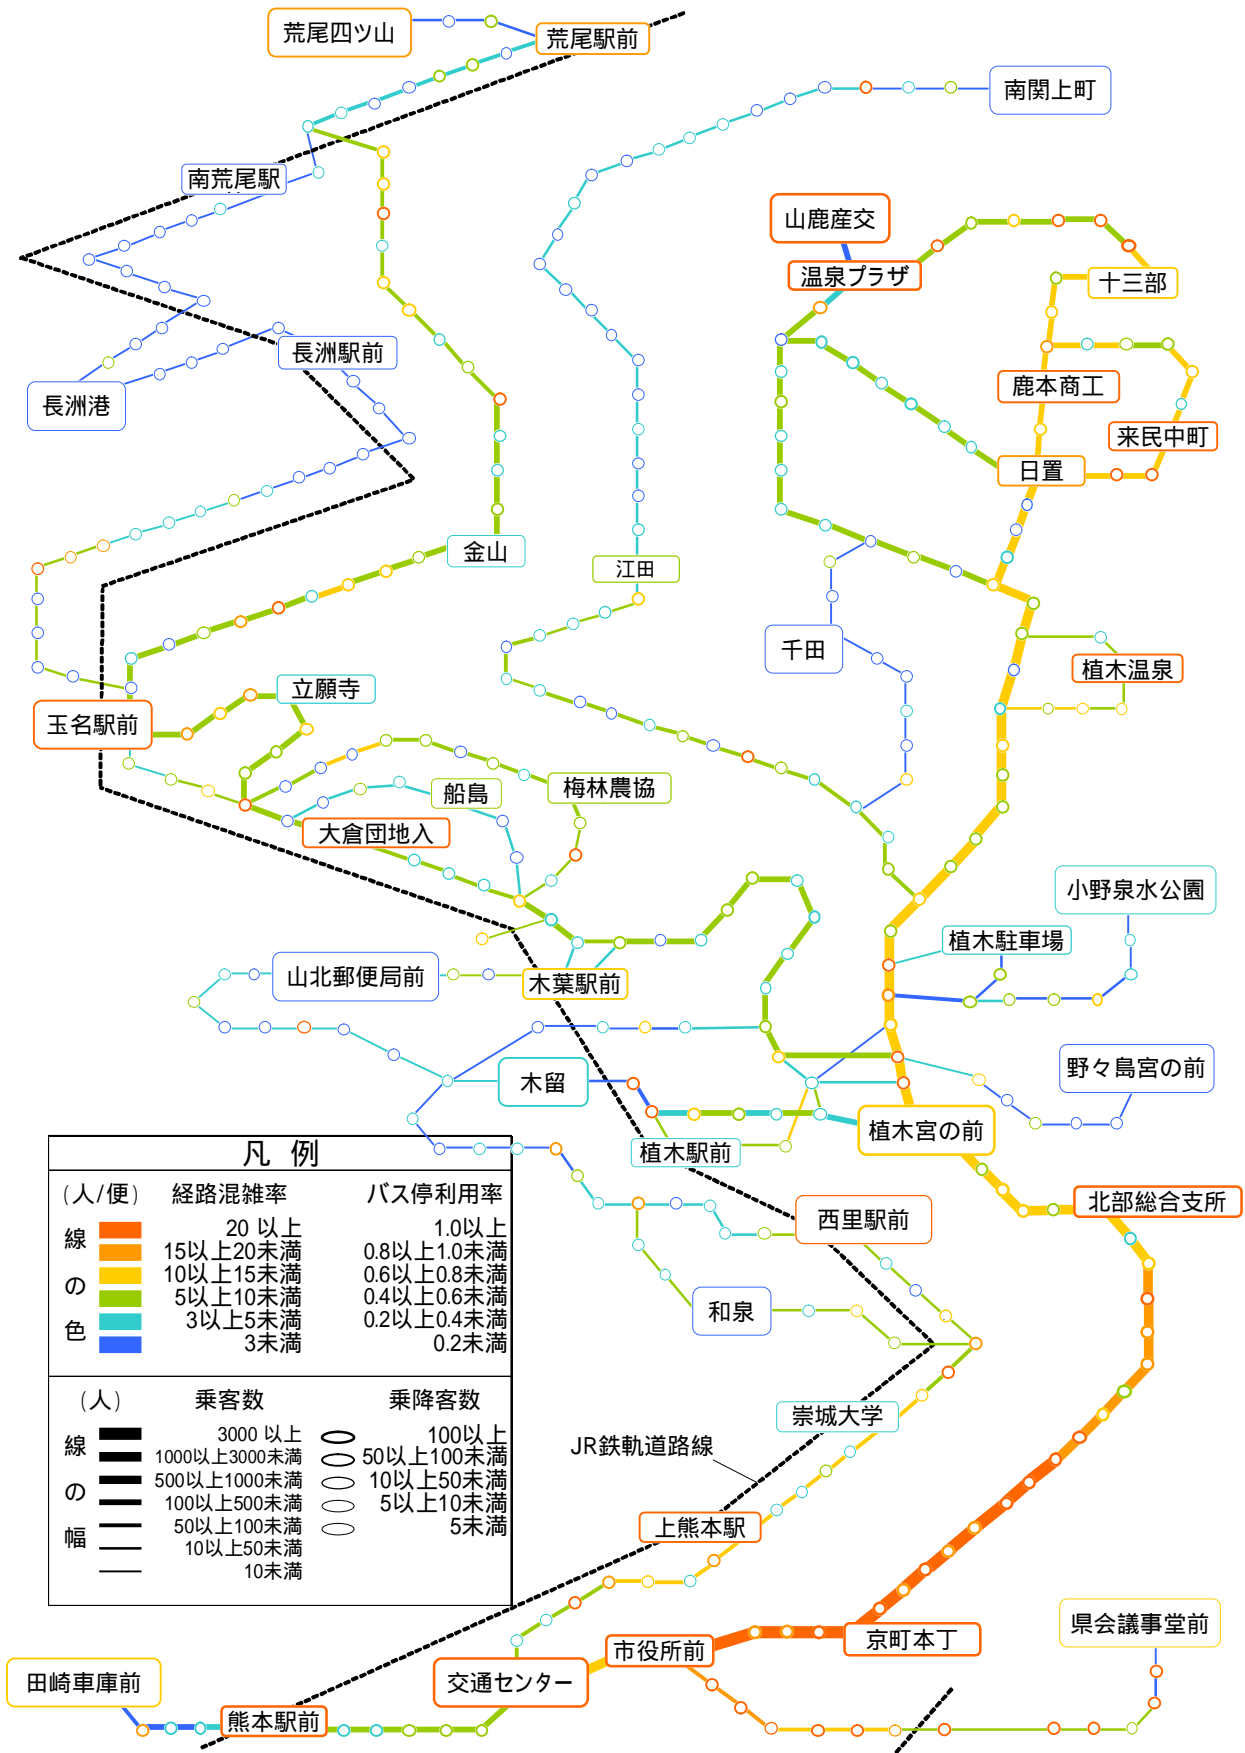 荒尾四ツ山
荒尾駅前
南関上町
南荒尾駅
山鹿産交
温泉プラザ
十三部
長洲駅前
長洲港
鹿本商工
来民中町
日置
金山
江田
千田
植木温泉
立願寺
玉名駅前
梅林農協
船島
大倉団地入
小野泉水公園
植木駐車場
山北郵便局前
木葉駅前
木留
野々島宮の前
植木宮の前
植木駅前
凡 例
(人/便) 経路混雑率 バス停利用率
線の色
20 以上 1.0以上
15以上20未満 0.8以上1.0未満
10以上15未満 0.6以上0.8未満
5以上10未満 0.4以上0.6未満
3以上5未満 0.2以上0.4未満
3未満 0.2未満
(人) 乗客数 乗降客数
線の幅
3000 以上 100以上
1000以上3000未満 50以上100未満
500以上1000未満 10以上50未満
100以上500未満 5以上10未満
50以上100未満 5未満
10以上50未満
10未満
北部総合支所
西里駅前
和泉
崇城大学
JR鉄軌道路線
上熊本駅
県会議事堂前
京町本丁
市役所前
交通センター
田崎車庫前
熊本駅前